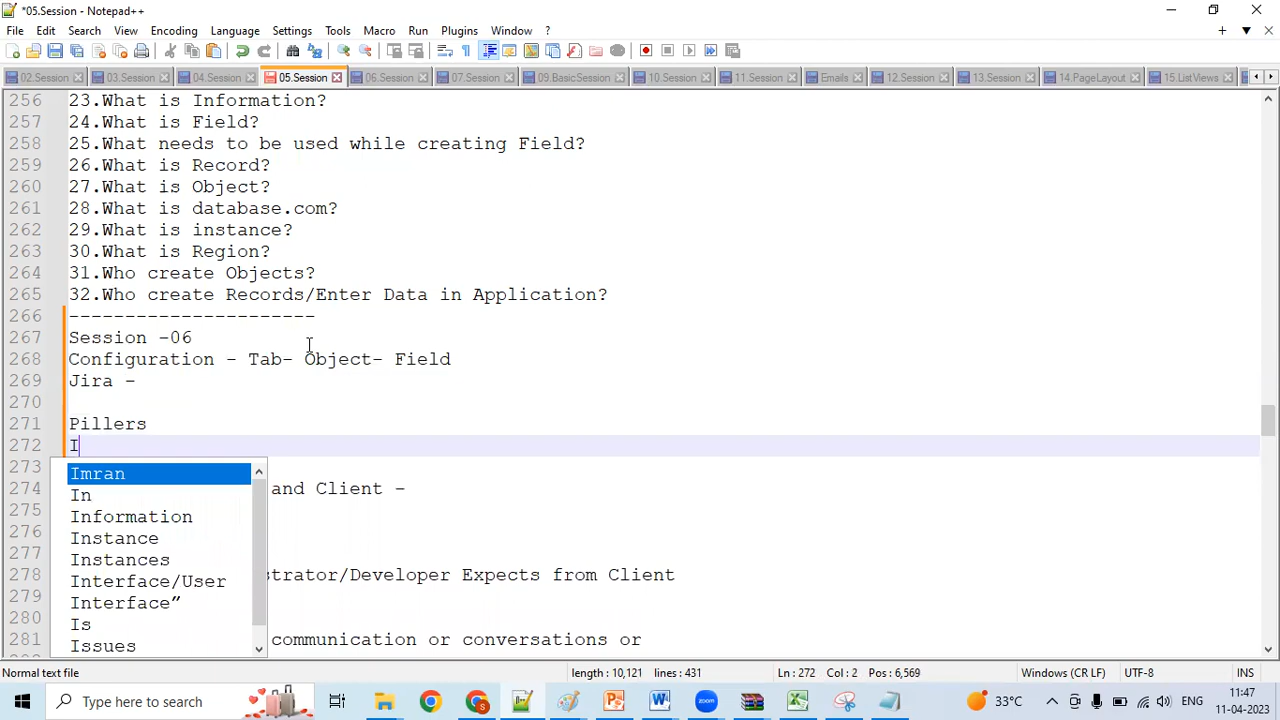 *05.Session - Notepad++
File Edit Search View Encoding Language Settings Tools Macro Run Plugins Window ?
02.Session 03.Session 04.Session 05.Session 06.Session 07.Session 09.BasicSession 10.Session 11.Session Emails 12.Session 13.Session 14.PageLayout 15.ListViews
256 23.What is Information?
257 24.What is Field?
258 25.What needs to be used while creating Field?
259 26.What is Record?
260 27.What is Object?
261 28.What is database.com?
262 29.What is instance?
263 30.What is Region?
264 31.Who create Objects?
265 32.Who create Records/Enter Data in Application?
266 ----------------------
267 Session -06
268 Configuration - Tab- Object- Field
269 Jira -
270
271 Pillers
272 I
273 Imran
274 and Client -
In
275 Information
276 Instance
277 Instances
278 strator/Developer Expects from Client
Interface/User
279 Interface”
280 Is
281 communication or conversations or
Issues
Normal text file length : 10,121 lines : 431 Ln : 272 Col : 2 Pos : 6,569 Windows (CR LF) UTF-8 INS
Type here to search 33°C ENG 11:47
11-04-2023